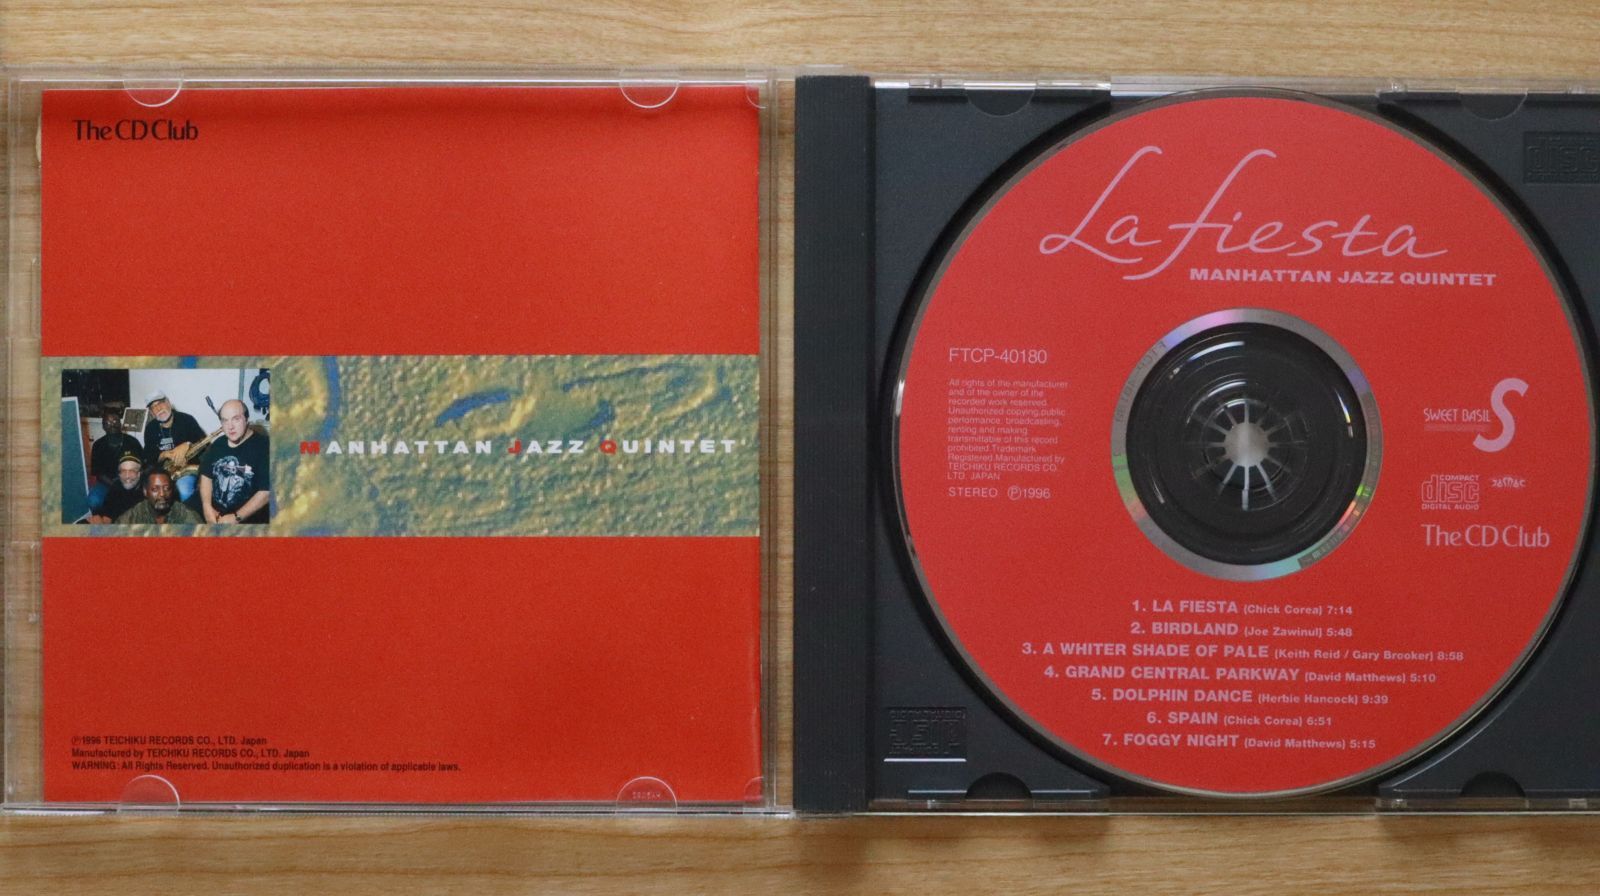 The CD Club
MANHATTAN JAZZ QUINTET
℗1996 TEICHIKU RECORDS CO., LTD. Japan
Manufactured by TEICHIKU RECORDS CO., LTD. Japan
WARNING: All Rights Reserved. Unauthorized duplication is a violation of applicable laws.
La fiesta
MANHATTAN JAZZ QUINTET
FTCP-40180
All rights of the manufacturer
and of the owner of the
recorded work reserved.
Unauthorized copying,public
performance, broadcasting,
renting and making
transmittable of this record
prohibited.Trademark
Registered.Manufactured by
TEICHIKU RECORDS CO.,
LTD. JAPAN
STEREO ℗1996
SWEET BASIL S
COMPACT
disc
DIGITAL AUDIO
The CD Club
1. LA FIESTA (Chick Corea) 7:14
2. BIRDLAND (Joe Zawinul) 5:48
3. A WHITER SHADE OF PALE (Keith Reid / Gary Brooker) 8:58
4. GRAND CENTRAL PARKWAY (David Matthews) 5:10
5. DOLPHIN DANCE (Herbie Hancock) 9:39
6. SPAIN (Chick Corea) 6:51
7. FOGGY NIGHT (David Matthews) 5:15